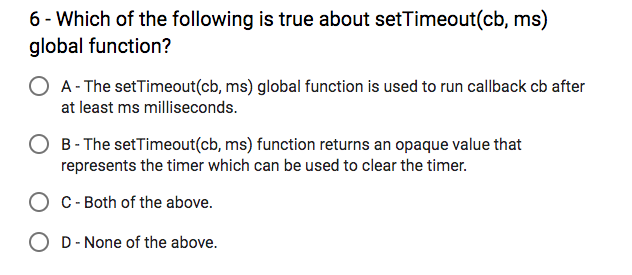 6 - Which of the following is true about setTimeout(cb, ms)
global function?
A - The setTimeout(cb, ms) global function is used to run callback cb after
at least ms milliseconds.
B - The setTimeout(cb, ms) function returns an opaque value that
represents the timer which can be used to clear the timer.
C - Both of the above.
D - None of the above.